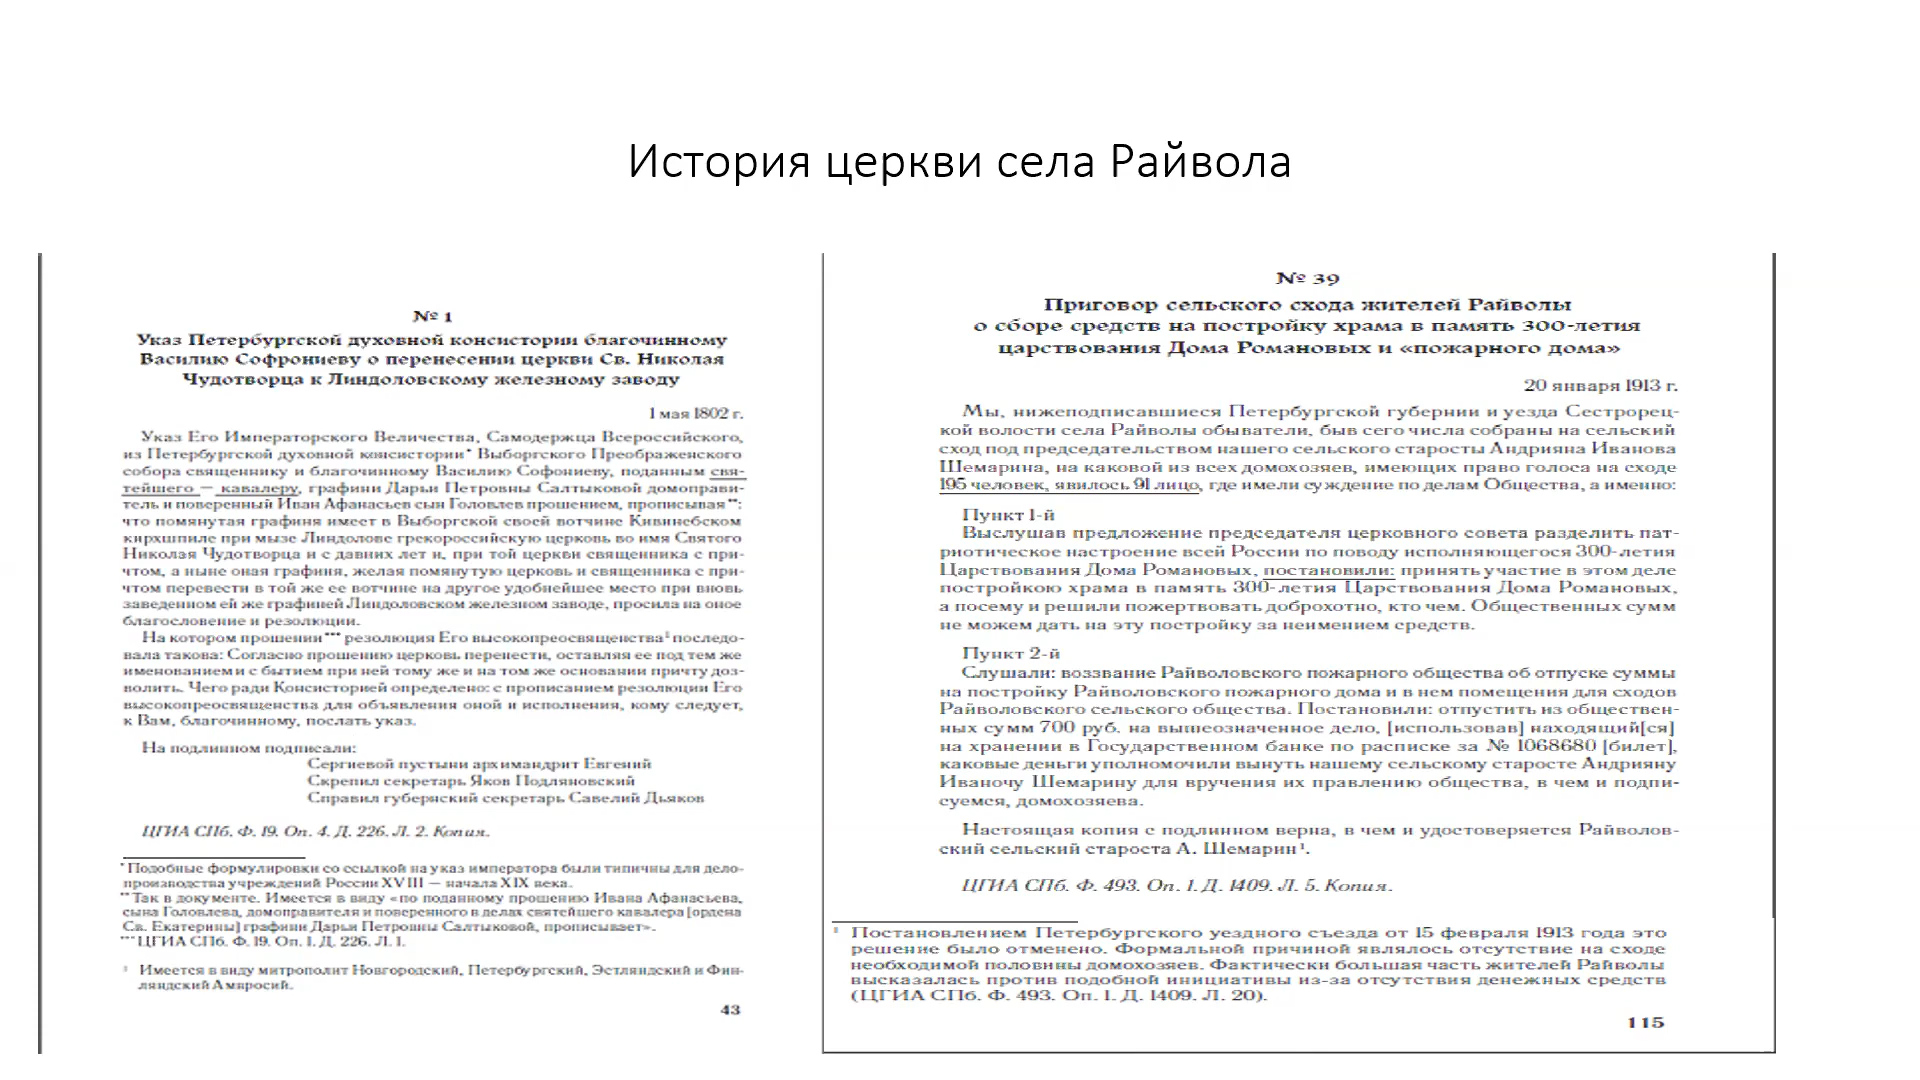 История церкви села Райвола
№ 1
Указ Петербургской духовной консистории благочинному
Василию Софрониеву о перенесении церкви Св. Николая
Чудотворца к Линдоловскому железному заводу
1 мая 1802 г.
Указ Его Императорского Величества, Самодержца Всероссийского,
из Петербургской духовной консистории* Выборгского Преображенского
собора священнику и благочинному Василию Софониеву, поданным свя-
тейшего — кавалеру, графини Дарьи Петровны Салтыковой домоправи-
тель и поверенный Иван Афанасьев сын Головлев прошением, прописывая**:
что помянутая графиня имеет в Выборгской своей вотчине Кивинебском
кирхшпиле при мызе Линдолове грекороссийскую церковь во имя Святого
Николая Чудотворца и с давних лет и, при той церкви священника с при-
чтом, а ныне оная графиня, желая помянутую церковь и священника с при-
чтом перевести в той же ее вотчине на другое удобнейшее место при вновь
заведенном ей же графиней Линдоловском железном заводе, просила на оное
благословение и резолюции.
На котором прошении*** резолюция Его высокопреосвященства¹ последо-
вала такова: Согласно прошению церковь перенести, оставляя ее под тем же
именованием и с бытием при ней тому же и на том же основании причту доз-
волить. Чего ради Консисторией определено: с прописанием резолюции Его
высокопреосвященства для объявления оной и исполнения, кому следует,
к Вам, благочинному, послать указ.
На подлинном подписали:
Сергиевой пустыни архимандрит Евгений
Скрепил секретарь Яков Подляновский
Справил губернский секретарь Савелий Дьяков
ЦГИА СПб. Ф. 19. Оп. 4. Д. 226. Л. 2. Копия.
* Подобные формулировки со ссылкой на указ императора были типичны для дело-
производства учреждений России XVIII — начала XIX века.
** Так в документе. Имеется в виду «по поданному прошению Ивана Афанасьева,
сына Головлева, домоправителя и поверенного в делах святейшего кавалера [ордена
Св. Екатерины] графини Дарьи Петровны Салтыковой, прописывает».
*** ЦГИА СПб. Ф. 19. Оп. 1. Д. 226. Л. 1.
¹ Имеется в виду митрополит Новгородский, Петербургский, Эстляндский и Фин-
ляндский Амвросий.
43
№ 39
Приговор сельского схода жителей Райволы
о сборе средств на постройку храма в память 300-летия
царствования Дома Романовых и «пожарного дома»
20 января 1913 г.
Мы, нижеподписавшиеся Петербургской губернии и уезда Сестрорец-
кой волости села Райволы обыватели, быв сего числа собраны на сельский
сход под председательством нашего сельского старосты Андрияна Иванова
Шемарина, на каковой из всех домохозяев, имеющих право голоса на сходе
195 человек, явилось 91 лицо, где имели суждение по делам Общества, а именно:
Пункт 1-й
Выслушав предложение председателя церковного совета разделить пат-
риотическое настроение всей России по поводу исполняющегося 300-летия
Царствования Дома Романовых, постановили: принять участие в этом деле
постройкою храма в память 300-летия Царствования Дома Романовых,
а посему и решили пожертвовать доброхотно, кто чем. Общественных сумм
не можем дать на эту постройку за неимением средств.
Пункт 2-й
Слушали: воззвание Райволовского пожарного общества об отпуске суммы
на постройку Райволовского пожарного дома и в нем помещения для сходов
Райволовского сельского общества. Постановили: отпустить из обществен-
ных сумм 700 руб. на вышеозначенное дело, [использовав] находящий[ся]
на хранении в Государственном банке по расписке за № 1068680 [билет],
каковые деньги уполномочили вынуть нашему сельскому старосте Андрияну
Иваночу Шемарину для вручения их правлению общества, в чем и подпи-
суемся, домохозяева.
Настоящая копия с подлинном верна, в чем и удостоверяется Райволов-
ский сельский староста А. Шемарин¹.
ЦГИА СПб. Ф. 493. Оп. 1. Д. 1409. Л. 5. Копия.
¹ Постановлением Петербургского уездного съезда от 15 февраля 1913 года это
решение было отменено. Формальной причиной являлось отсутствие на сходе
необходимой половины домохозяев. Фактически большая часть жителей Райволы
высказалась против подобной инициативы из-за отсутствия денежных средств
(ЦГИА СПб. Ф. 493. Оп. 1. Д. 1409. Л. 20).
115